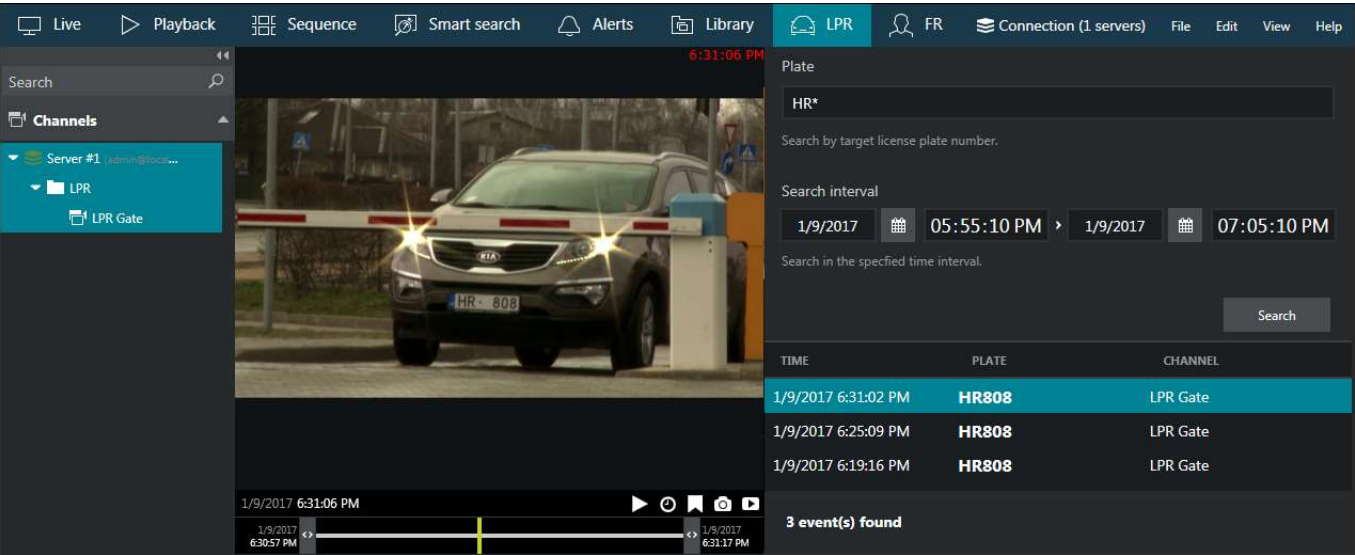 Live Playback Sequence Smart search Alerts Library LPR FR Connection (1 servers) File Edit View Help
Search
Channels
Server #1 (admin@local...
LPR
LPR Gate
6:31:06 PM
KIA
HR- 808
1/9/2017 6:31:06 PM
1/9/2017
6:30:57 PM
1/9/2017
6:31:17 PM
Plate
HR*
Search by target license plate number.
Search interval
1/9/2017 05:55:10 PM › 1/9/2017 07:05:10 PM
Search in the specfied time interval.
Search
TIME PLATE CHANNEL
1/9/2017 6:31:02 PM HR808 LPR Gate
1/9/2017 6:25:09 PM HR808 LPR Gate
1/9/2017 6:19:16 PM HR808 LPR Gate
3 event(s) found